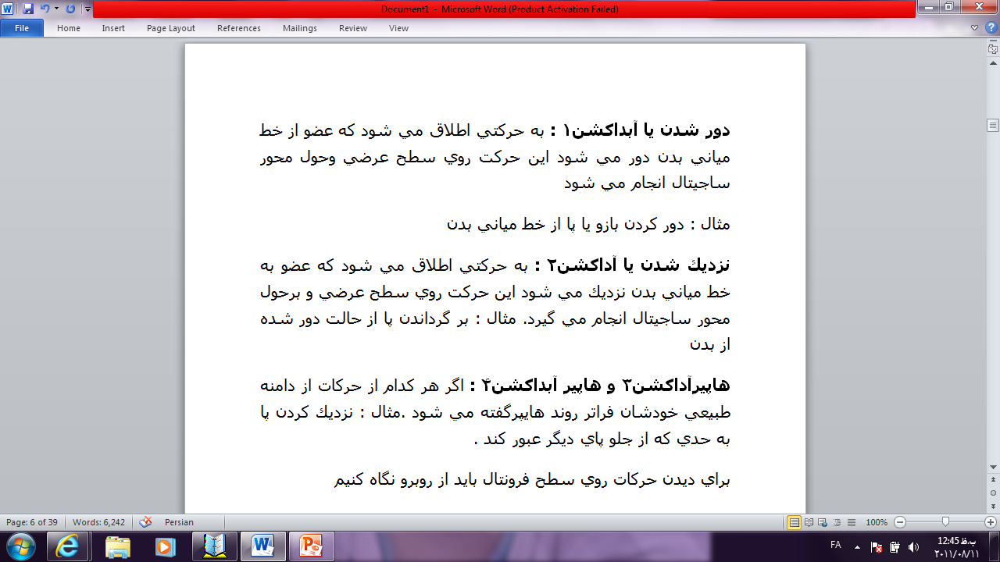 Document1 - Microsoft Word (Product Activation Failed)
File Home Insert Page Layout References Mailings Review View
دور شدن يا آبداكشن۱ : به حركتي اطلاق مي شود كه عضو از خط
مياني بدن دور مي شود اين حركت روي سطح عرضي وحول محور
ساجيتال انجام مي شود
مثال : دور كردن بازو يا پا از خط مياني بدن
نزديك شدن يا آداكشن۲ : به حركتي اطلاق مي شود كه عضو به
خط مياني بدن نزديك مي شود اين حركت روي سطح عرضي و برحول
محور ساجيتال انجام مي گيرد. مثال : بر گرداندن پا از حالت دور شده
از بدن
هايپرآداكشن۳ و هايپر آبداكشن۴ : اگر هر كدام از حركات از دامنه
طبيعي خودشان فراتر روند هايپرگفته مي شود .مثال : نزديك كردن پا
به حدي كه از جلو پاي ديگر عبور كند .
براي ديدن حركات روي سطح فرونتال بايد از روبرو نگاه كنيم
Page: 6 of 39 Words: 6,242 Persian 100%
FA 12:45 ب.ظ
۲۰۱۱/۰۸/۱۱